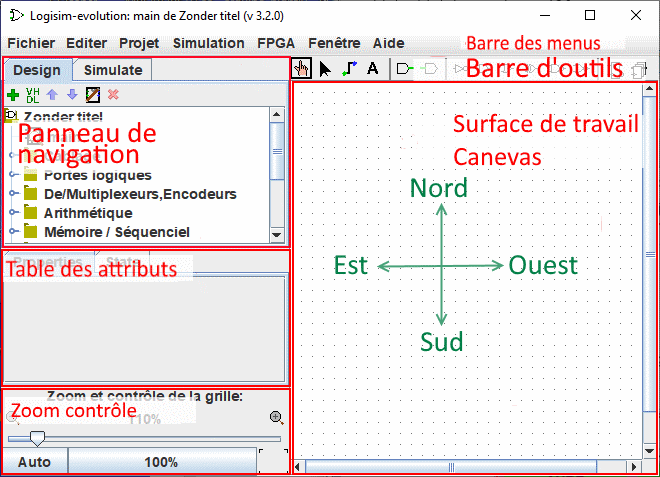 Logisim-evolution: main de Zonder titel (v 3.2.0)
Fichier Editer Projet Simulation FPGA Fenêtre Aide
Barre des menus
Design Simulate
A
Barre d'outils
VH
DL
Zonder titel
Panneau de
navigation
Portes logiques
De/Multiplexeurs,Encodeurs
Arithmétique
Mémoire / Séquenciel
Surface de travail
Canevas
Nord
Est
Ouest
Sud
Properties State
Table des attributs
Zoom et contrôle de la grille:
Zoom contrôle
110%
Auto
100%